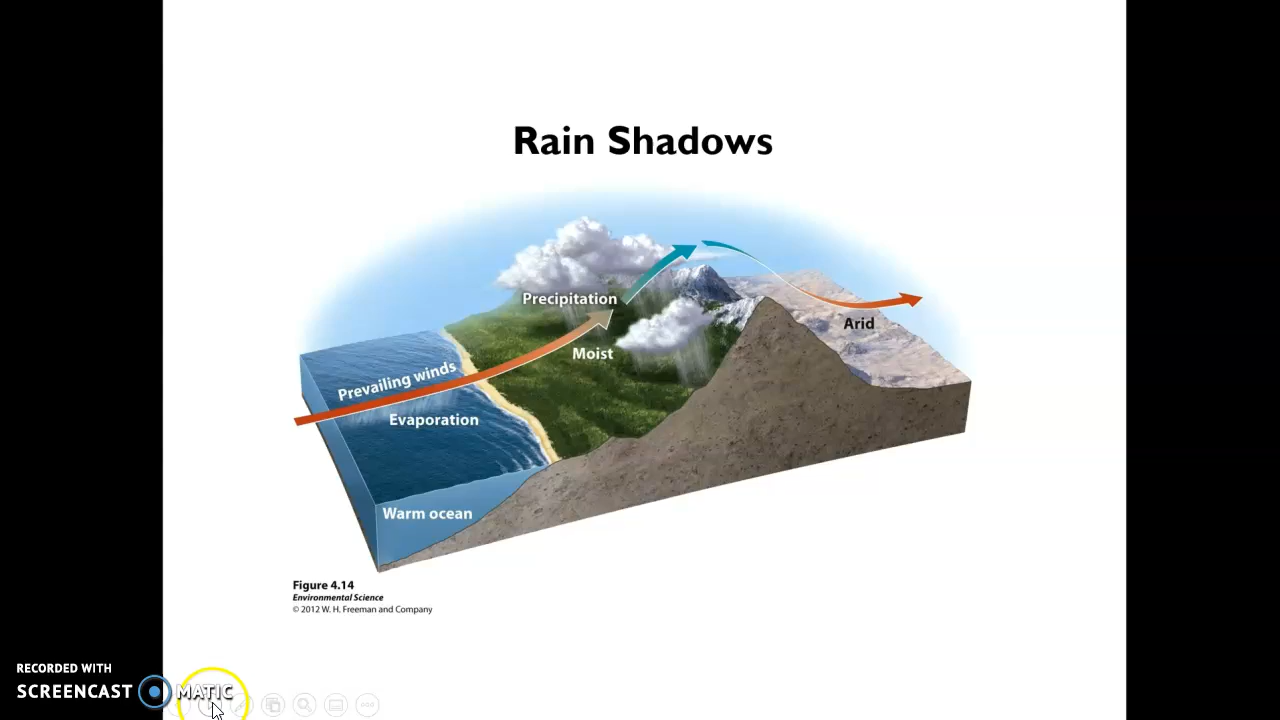 Rain Shadows
Precipitation
Moist
Arid
Prevailing winds
Evaporation
Warm ocean
Figure 4.14
Environmental Science
© 2012 W. H. Freeman and Company
RECORDED WITH
SCREENCAST MATIC